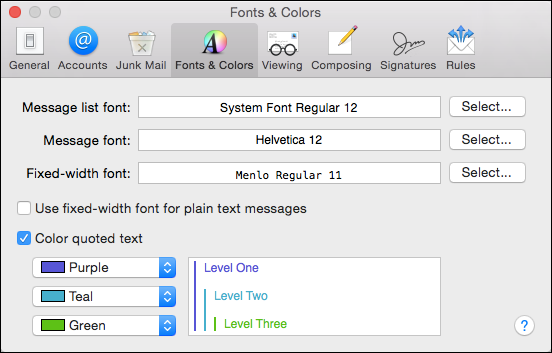 Fonts & Colors
General Accounts Junk Mail Fonts & Colors Viewing Composing Signatures Rules
Message list font: System Font Regular 12 Select...
Message font: Helvetica 12 Select...
Fixed-width font: Menlo Regular 11 Select...
Use fixed-width font for plain text messages
Color quoted text
Purple Level One
Teal Level Two
Green Level Three ?